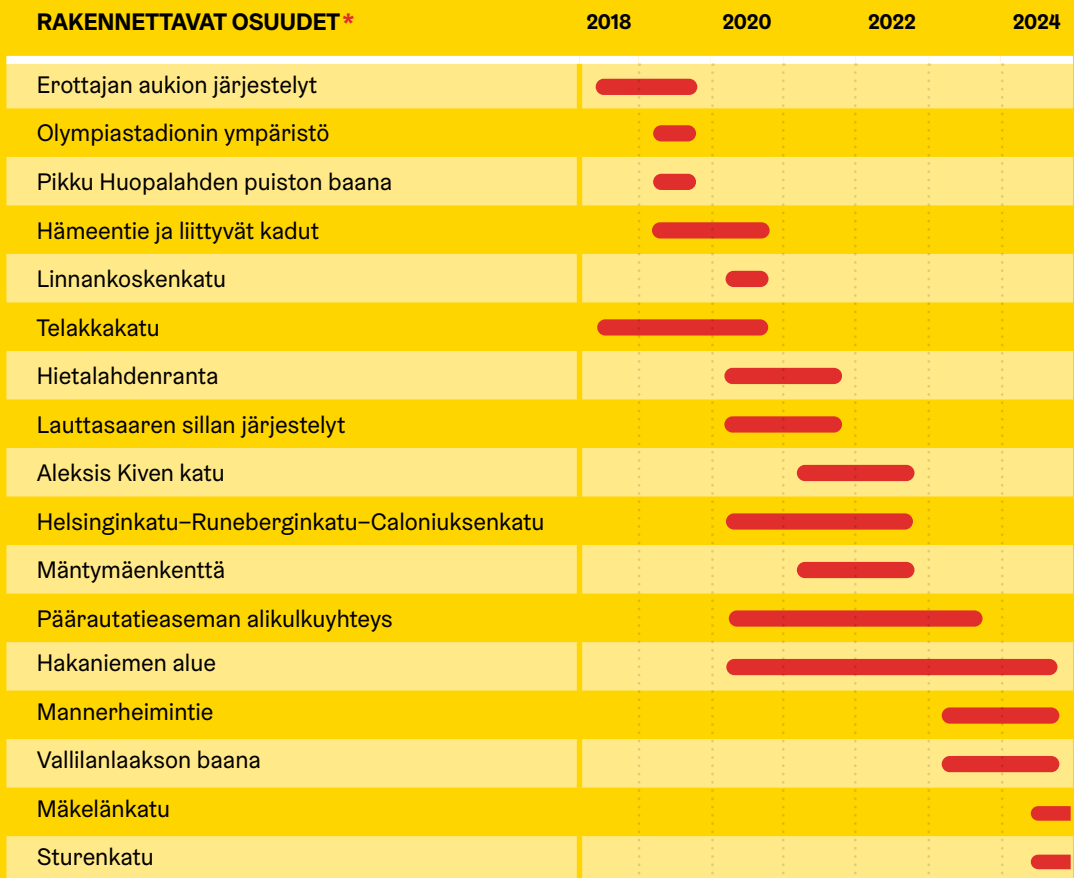 RAKENNETTAVAT OSUUDET* 2018 2020 2022 2024
Erottajan aukion järjestelyt
Olympiastadionin ympäristö
Pikku Huopalahden puiston baana
Hämeentie ja liittyvät kadut
Linnankoskenkatu
Telakkakatu
Hietalahdenranta
Lauttasaaren sillan järjestelyt
Aleksis Kiven katu
Helsinginkatu–Runeberginkatu–Caloniuksenkatu
Mäntymäenkenttä
Päärautatieaseman alikulkuyhteys
Hakaniemen alue
Mannerheimintie
Vallilanlaakson baana
Mäkelänkatu
Sturenkatu